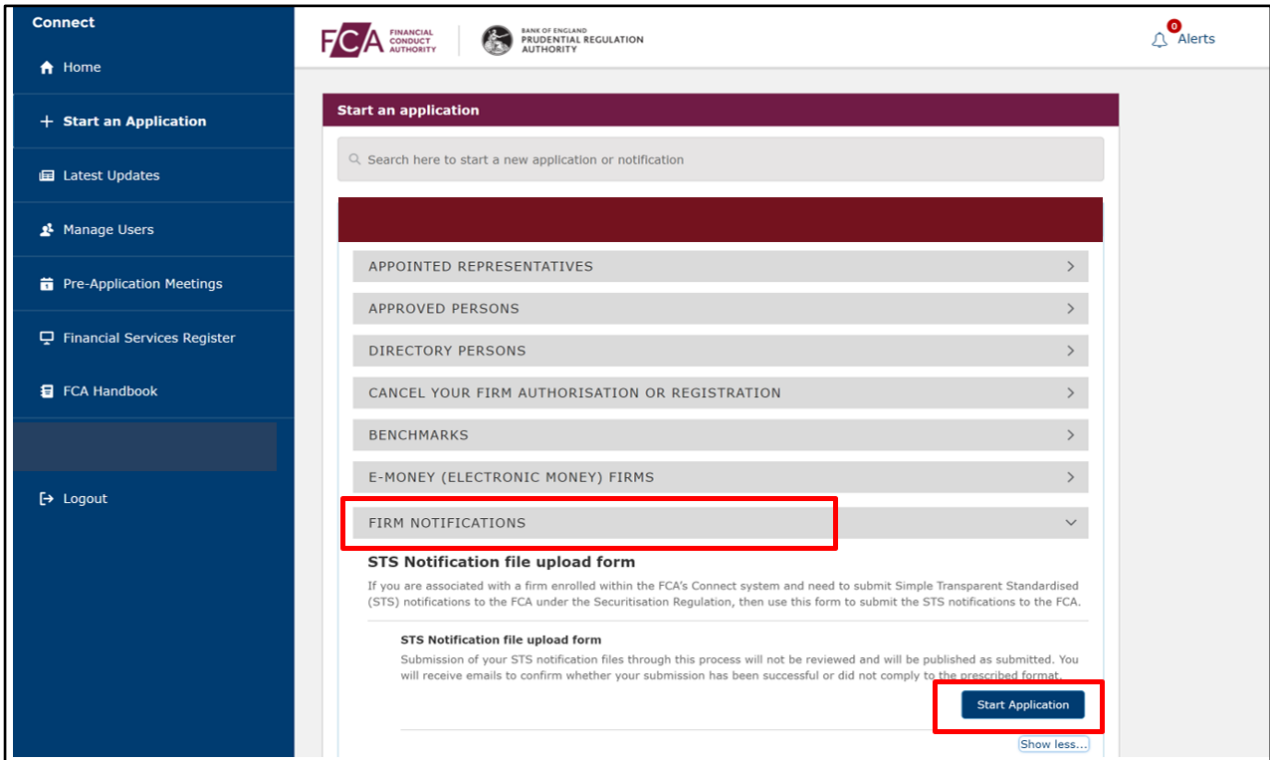 Connect
Home
Start an Application
Latest Updates
Manage Users
Pre-Application Meetings
Financial Services Register
FCA Handbook
Logout
FCA FINANCIAL
CONDUCT
AUTHORITY
BANK OF ENGLAND
PRUDENTIAL REGULATION
AUTHORITY
0
Alerts
Start an application
Search here to start a new application or notification
APPOINTED REPRESENTATIVES
APPROVED PERSONS
DIRECTORY PERSONS
CANCEL YOUR FIRM AUTHORISATION OR REGISTRATION
BENCHMARKS
E-MONEY (ELECTRONIC MONEY) FIRMS
FIRM NOTIFICATIONS
STS Notification file upload form
If you are associated with a firm enrolled within the FCA's Connect system and need to submit Simple Transparent Standardised
(STS) notifications to the FCA under the Securitisation Regulation, then use this form to submit the STS notifications to the FCA.
STS Notification file upload form
Submission of your STS notification files through this process will not be reviewed and will be published as submitted. You
will receive emails to confirm whether your submission has been successful or did not comply to the prescribed format.
Start Application
Show less...